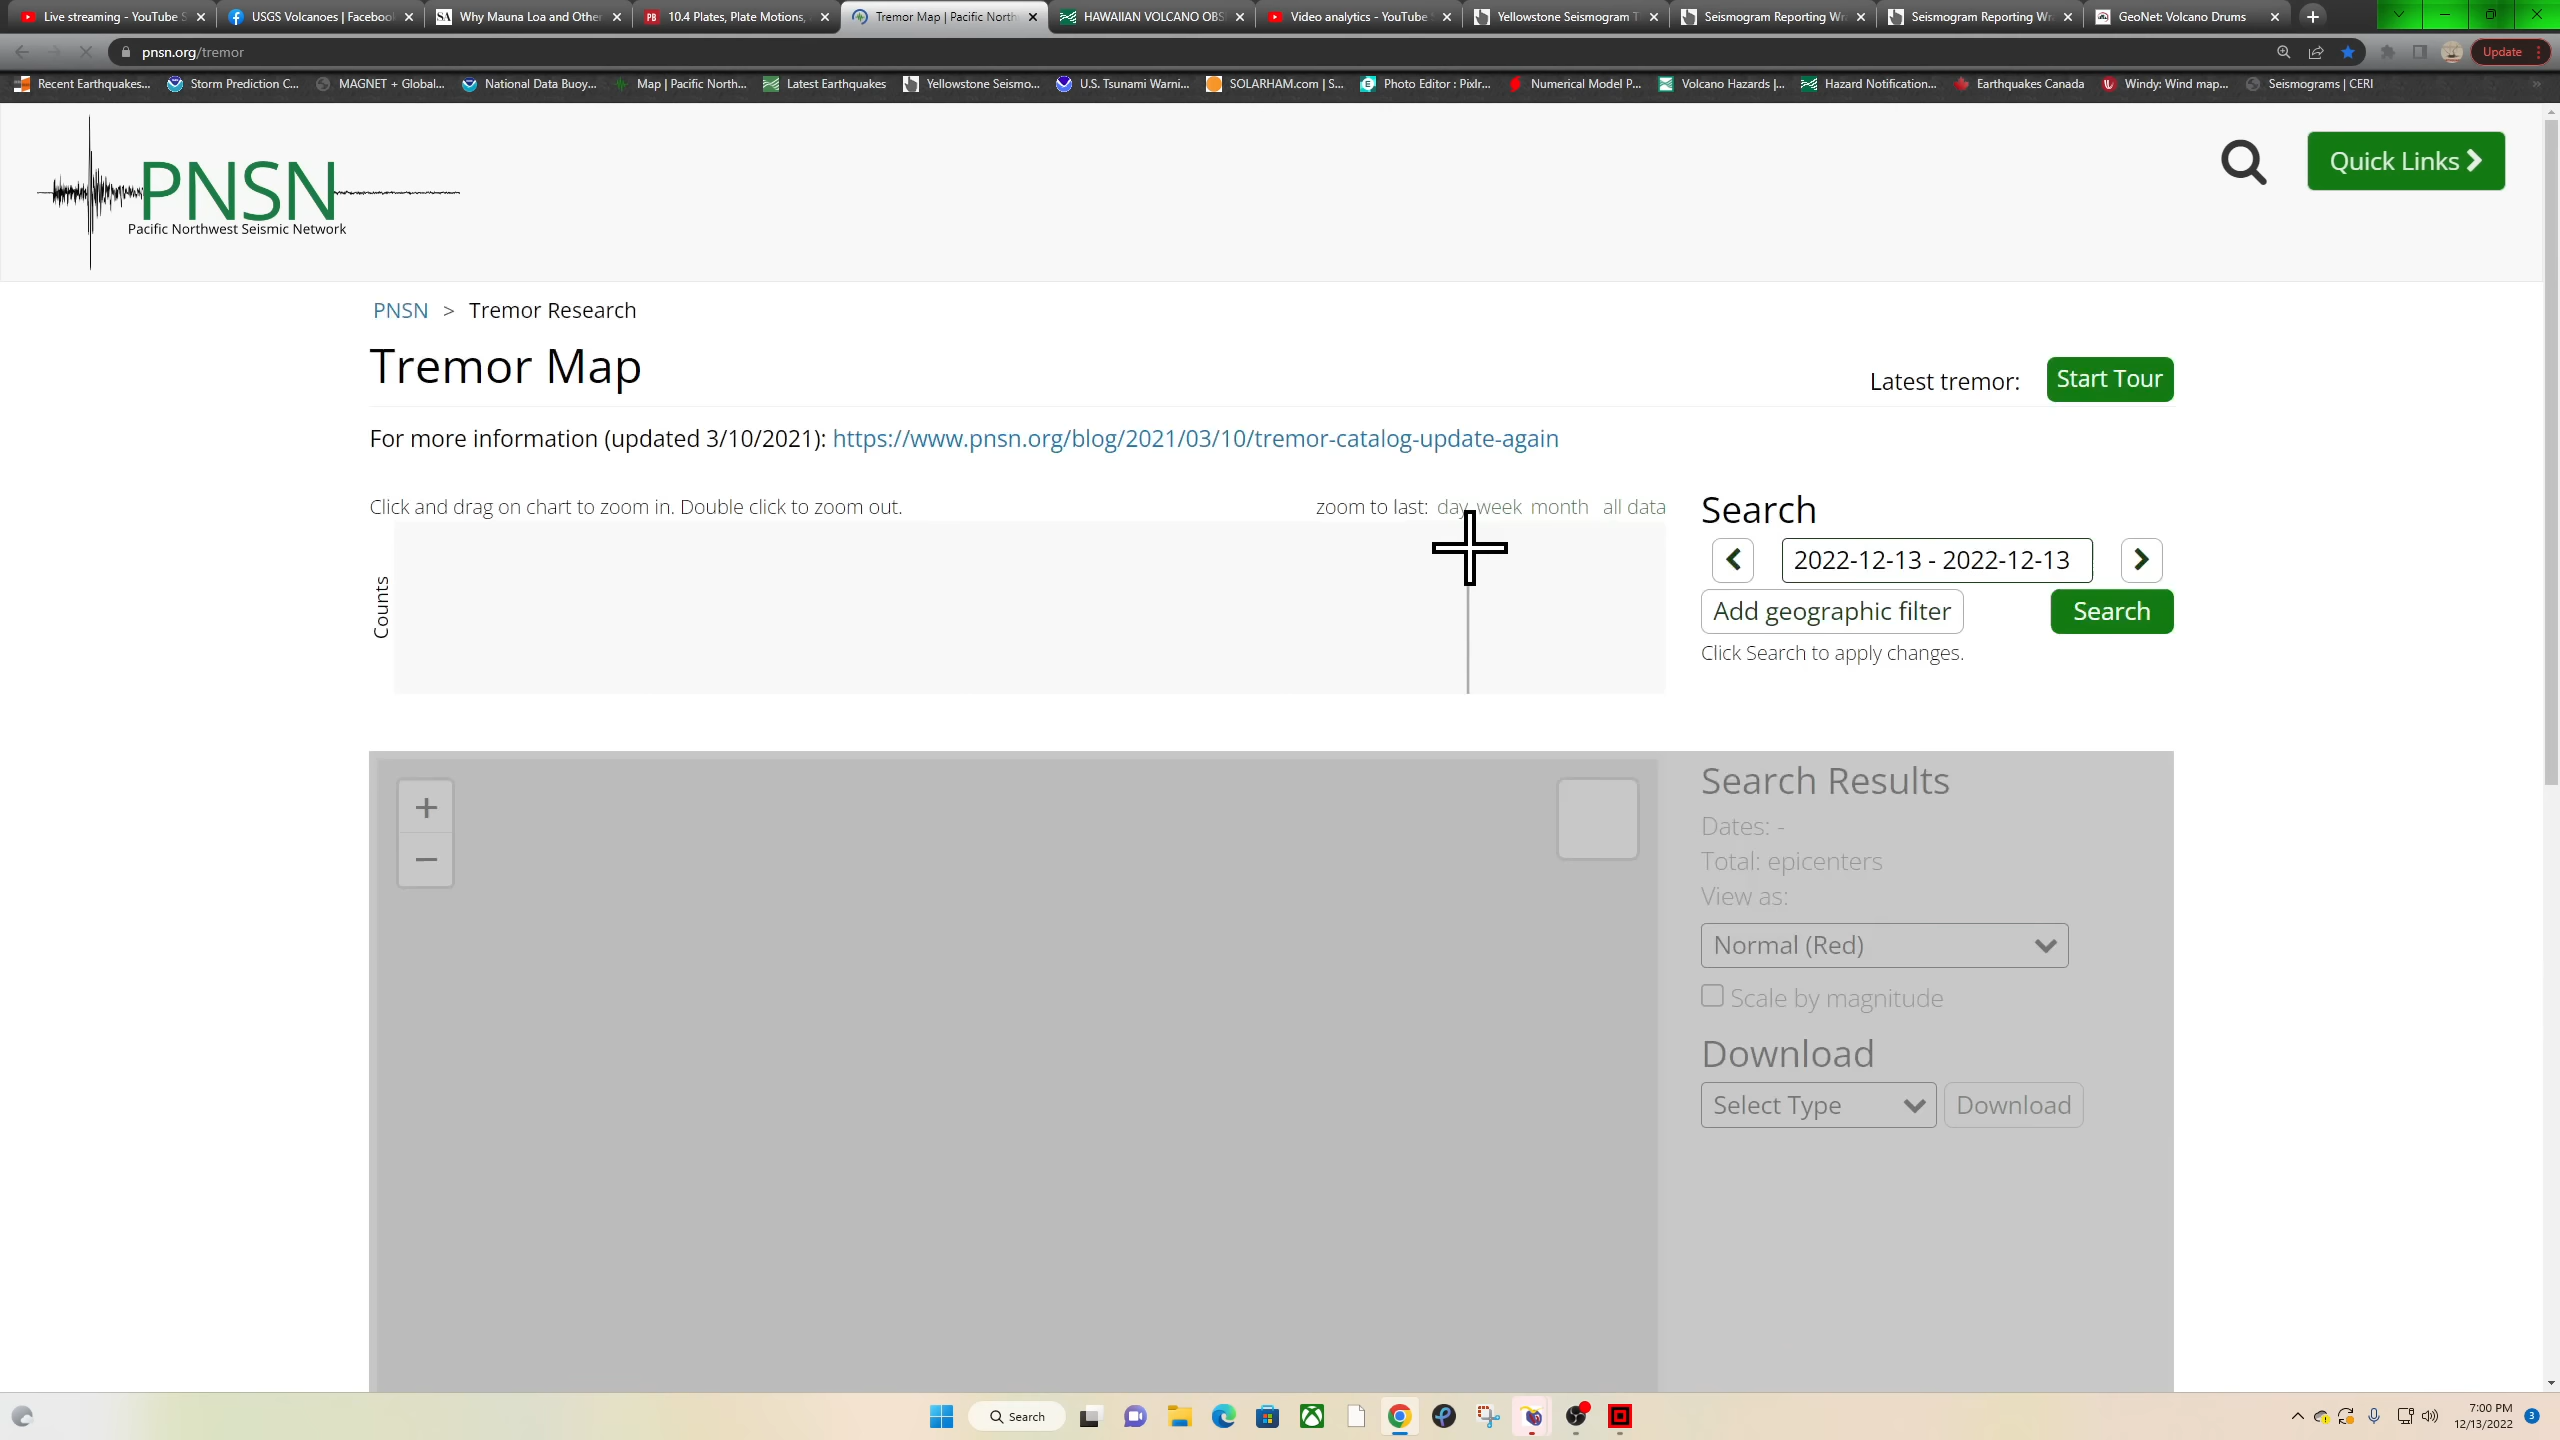 Live streaming - YouTube S
USGS Volcanoes | Facebook
Why Mauna Loa and Other
10.4 Plates, Plate Motions,
Tremor Map | Pacific North
HAWAIIAN VOLCANO OBS
Video analytics - YouTube
Yellowstone Seismogram T
Seismogram Reporting Wr
Seismogram Reporting Wr
GeoNet: Volcano Drums
pnsn.org/tremor
Update
Recent Earthquakes...
Storm Prediction C...
MAGNET + Global...
National Data Buoy...
Map | Pacific North...
Latest Earthquakes
Yellowstone Seismo...
U.S. Tsunami Warni...
SOLARHAM.com | S...
Photo Editor : Pixlr...
Numerical Model P...
Volcano Hazards |...
Hazard Notification...
Earthquakes Canada
Windy: Wind map...
Seismograms | CERI
PNSN
Pacific Northwest Seismic Network
Quick Links
PNSN > Tremor Research
Tremor Map
Latest tremor:
Start Tour
For more information (updated 3/10/2021): https://www.pnsn.org/blog/2021/03/10/tremor-catalog-update-again
Click and drag on chart to zoom in. Double click to zoom out.
zoom to last: day week month all data
Counts
Search
2022-12-13 - 2022-12-13
Add geographic filter
Search
Click Search to apply changes.
+
−
Search Results
Dates: -
Total: epicenters
View as:
Normal (Red)
Scale by magnitude
Download
Select Type
Download
Search
7:00 PM
12/13/2022
3